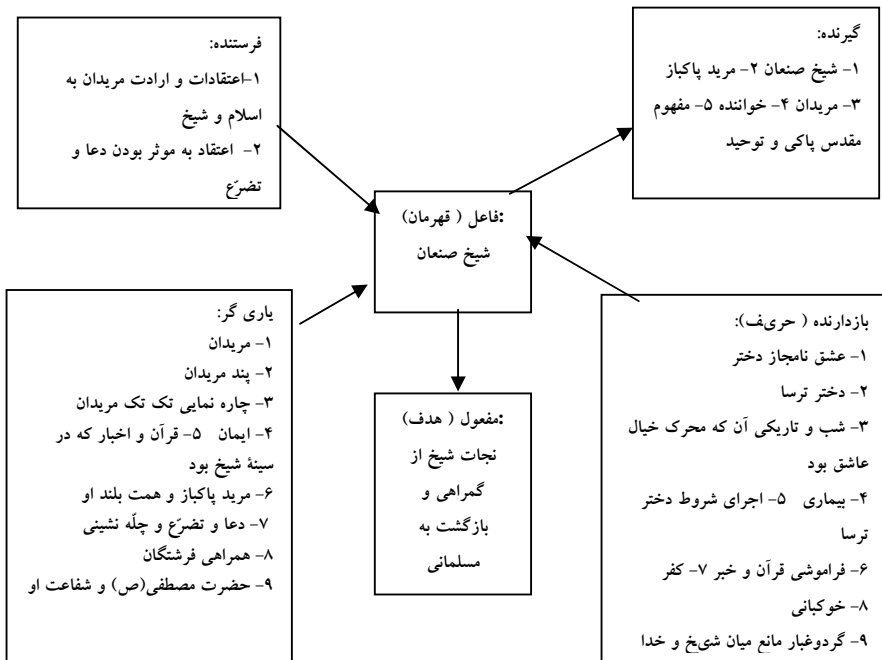 گیرنده:
۱- شیخ صنعان ۲- مرید پاکباز
۳- مریدان ۴- خواننده ۵- مفهوم
مقدس پاکی و توحید
فرستنده:
۱-اعتقادات و ارادت مریدان به
اسلام و شیخ
۲- اعتقاد به موثر بودن دعا و
تضرّع
:فاعل ( قهرمان)
شیخ صنعان
بازدارنده ( حریف):
۱- عشق نامجاز دختر
۲- دختر ترسا
۳- شب و تاریکی آن که محرک خیال
عاشق بود
۴- بیماری ۵- اجرای شروط دختر
ترسا
۶- فراموشی قرآن و خبر ۷- کفر
۸- خوکبانی
۹- گردوغبار مانع میان شیخ و خدا
یاری گر:
۱- مریدان
۲- پند مریدان
۳- چاره نمایی تک تک مریدان
۴- ایمان ۵- قرآن و اخبار که در
سینۀ شیخ بود
۶- مرید پاکباز و همت بلند او
۷- دعا و تضرّع و چلّه نشینی
۸- همراهی فرشتگان
۹- حضرت مصطفی(ص) و شفاعت او
:مفعول ( هدف)
نجات شیخ از
گمراهی و
بازگشت به
مسلمانی